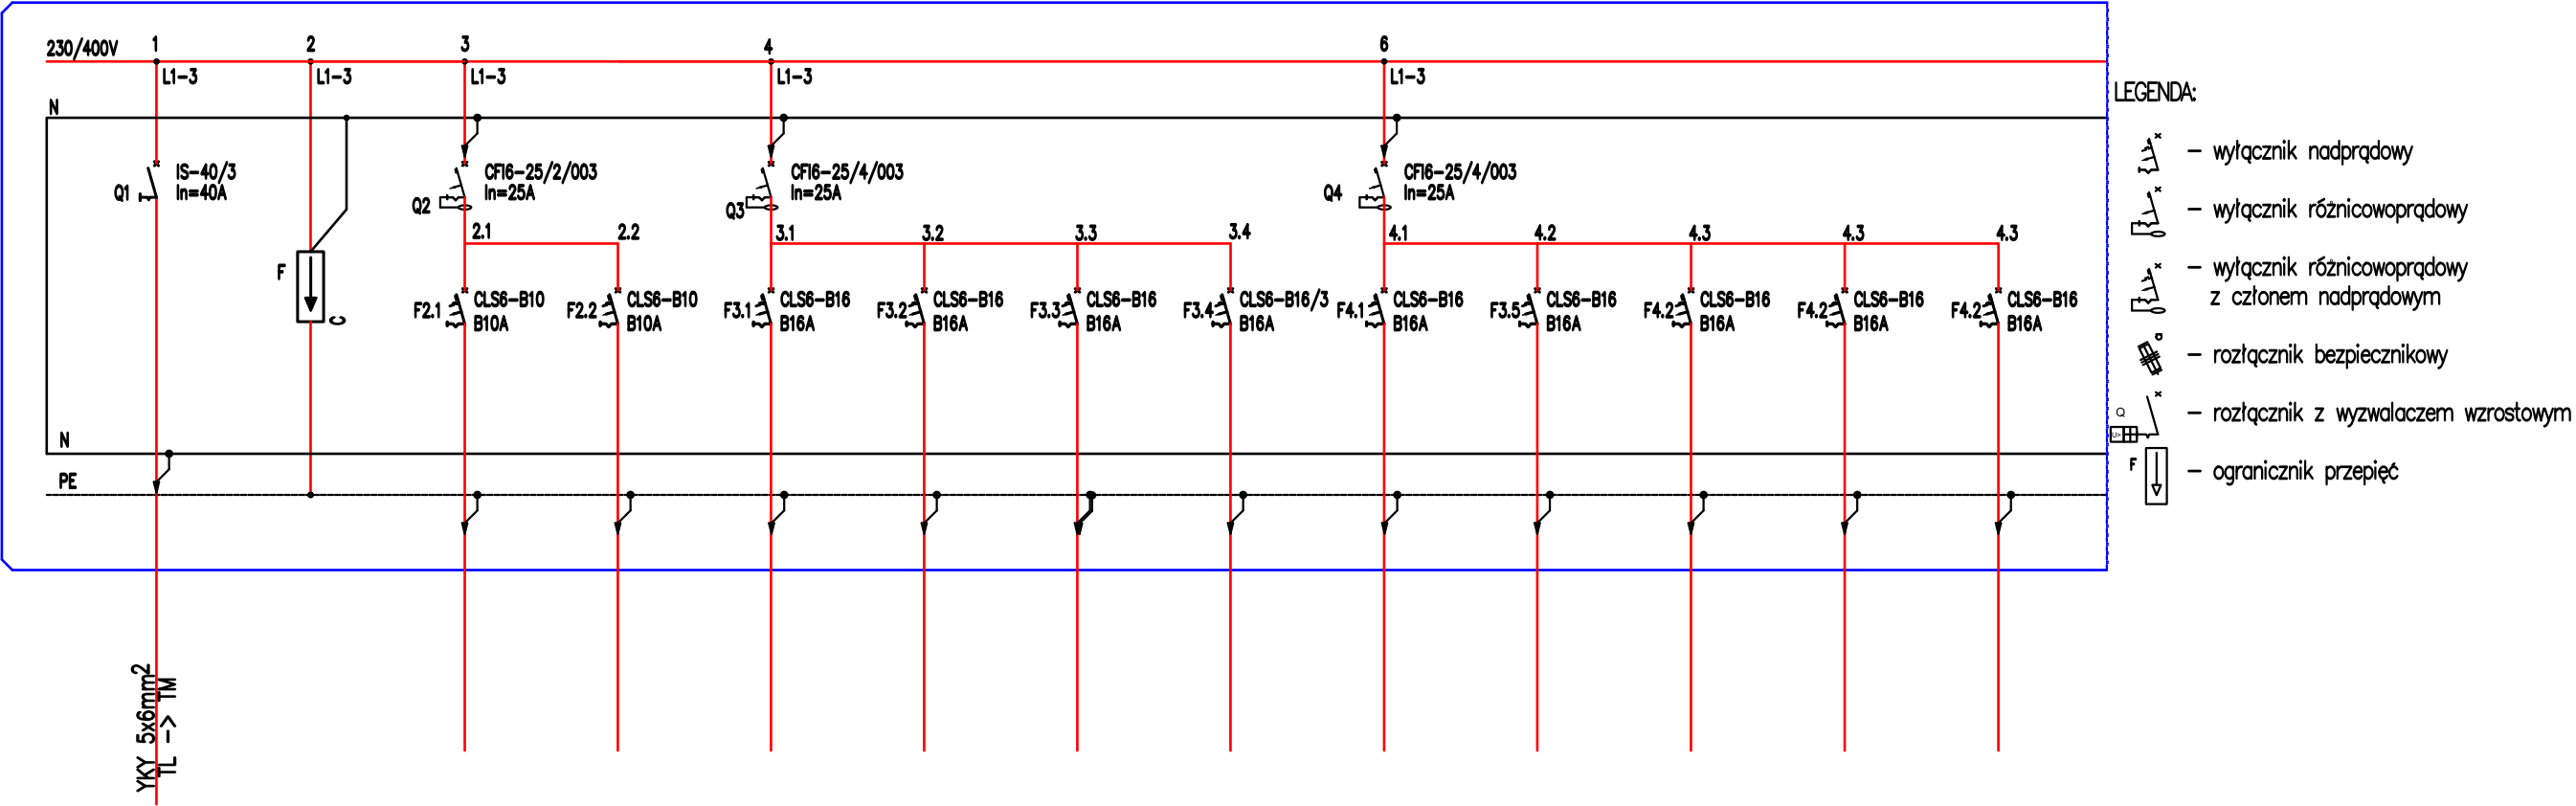 230/400V
1
2
3
4
6
L1-3
L1-3
L1-3
L1-3
L1-3
N
Q1
IS-40/3
In=40A
F
C
Q2
CFI6-25/2/003
In=25A
Q3
CFI6-25/4/003
In=25A
Q4
CFI6-25/4/003
In=25A
2.1
2.2
3.1
3.2
3.3
3.4
4.1
4.2
4.3
4.3
4.3
F2.1
CLS6-B10
B10A
F2.2
CLS6-B10
B10A
F3.1
CLS6-B16
B16A
F3.2
CLS6-B16
B16A
F3.3
CLS6-B16
B16A
F3.4
CLS6-B16/3
B16A
F4.1
CLS6-B16
B16A
F3.5
CLS6-B16
B16A
F4.2
CLS6-B16
B16A
F4.2
CLS6-B16
B16A
F4.2
CLS6-B16
B16A
N
PE
YKY 5x6mm2
TL -> TM
LEGENDA:
- wyłącznik nadprądowy
- wyłącznik różnicowoprądowy
- wyłącznik różnicowoprądowy
z członem nadprądowym
- rozłącznik bezpiecznikowy
Q
- rozłącznik z wyzwalaczem wzrostowym
F
- ogranicznik przepięć